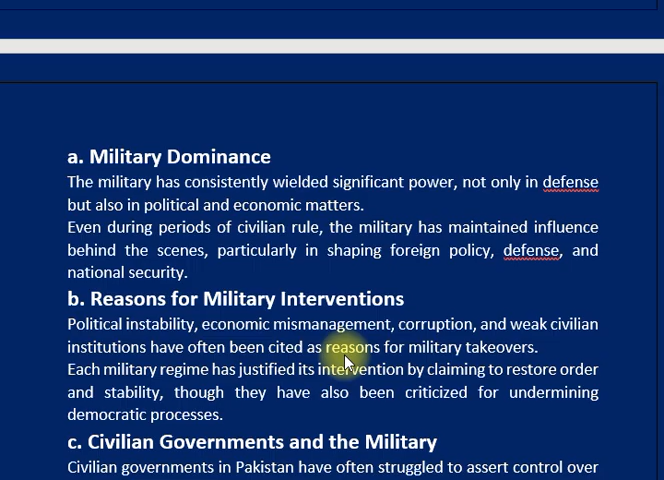 a. Military Dominance
The military has consistently wielded significant power, not only in defense
but also in political and economic matters.
Even during periods of civilian rule, the military has maintained influence
behind the scenes, particularly in shaping foreign policy, defense, and
national security.
b. Reasons for Military Interventions
Political instability, economic mismanagement, corruption, and weak civilian
institutions have often been cited as reasons for military takeovers.
Each military regime has justified its intervention by claiming to restore order
and stability, though they have also been criticized for undermining
democratic processes.
c. Civilian Governments and the Military
Civilian governments in Pakistan have often struggled to assert control over